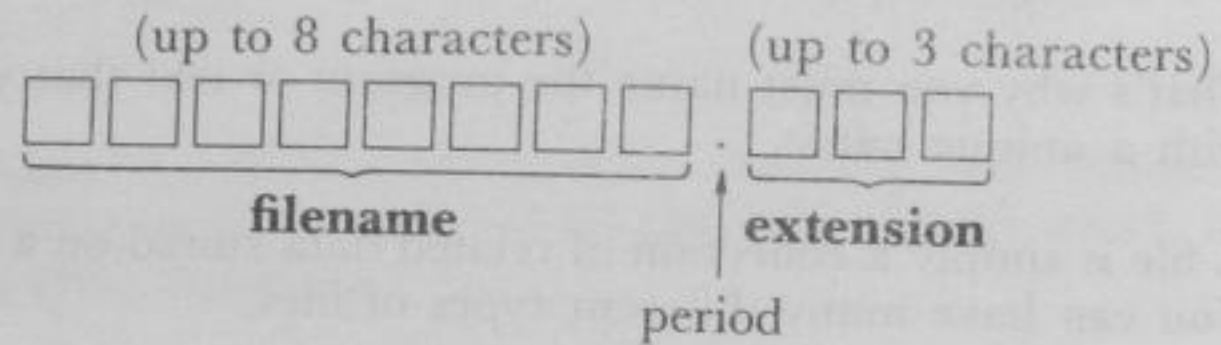 (up to 8 characters) (up to 3 characters)
.
filename extension
period